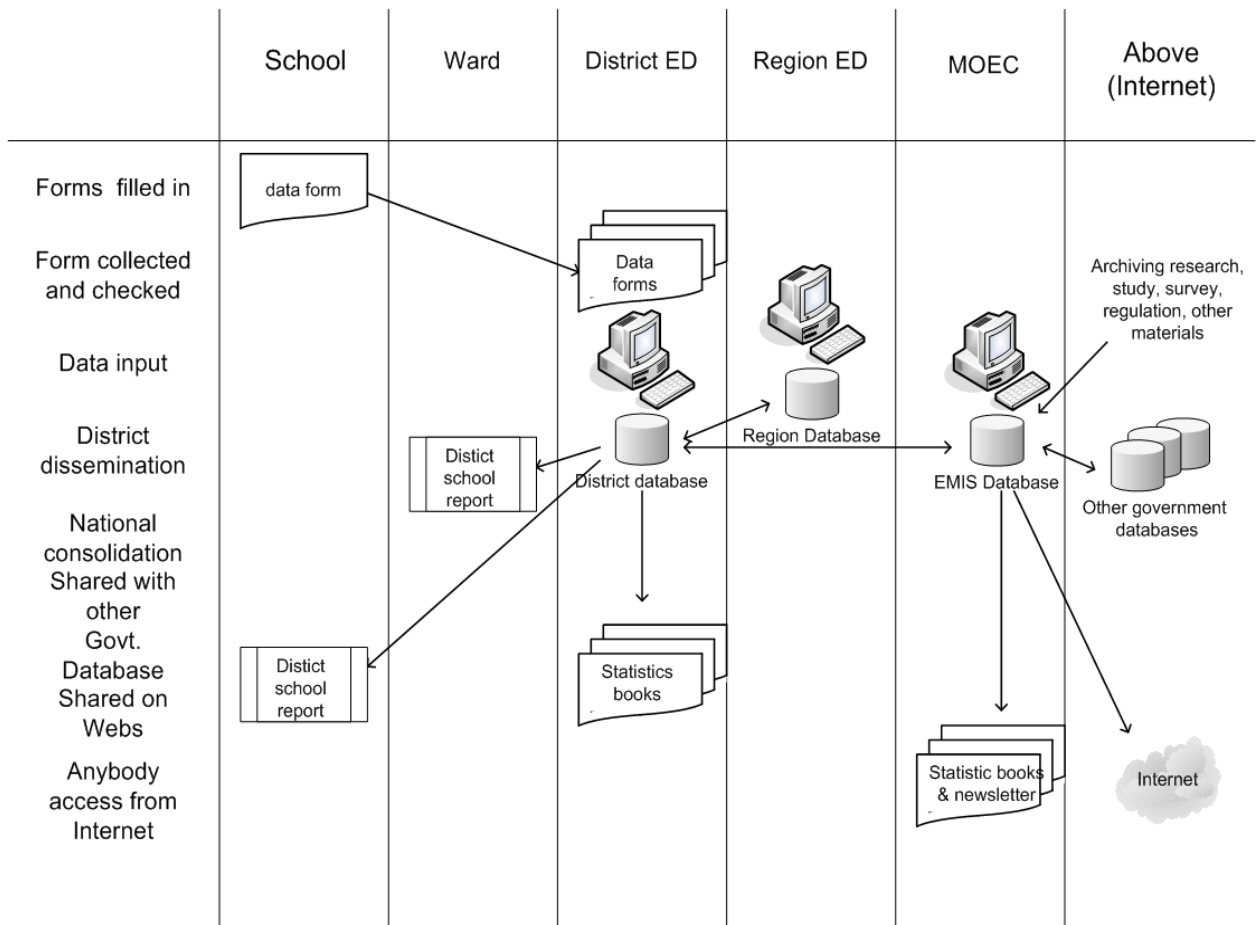 School
Ward
District ED
Region ED
MOEC
Above
(Internet)
Forms filled in
data form
Form collected
and checked
Data
forms
Archiving research,
study, survey,
regulation, other
materials
Data input
District
dissemination
Distict
school
report
District database
Region Database
EMIS Database
Other government
databases
National
consolidation
Shared with
other
Govt.
Database
Shared on
Webs
Distict
school
report
Statistics
books
Anybody
access from
Internet
Statistic books
& newsletter
Internet